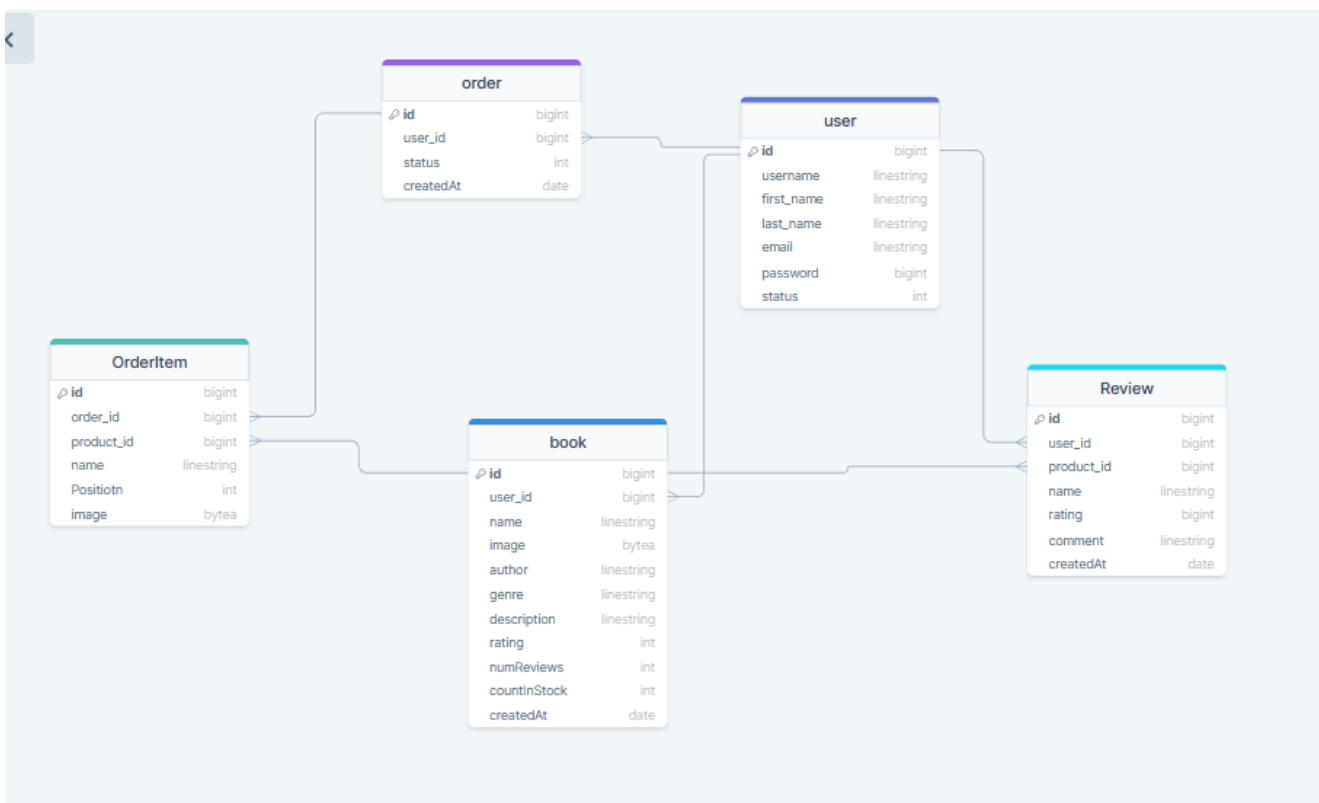 order
id bigint
user_id bigint
status int
createdAt date
user
id bigint
username linestring
first_name linestring
last_name linestring
email linestring
password bigint
status int
OrderItem
id bigint
order_id bigint
product_id bigint
name linestring
Positiotn int
image bytea
book
id bigint
user_id bigint
name linestring
image bytea
author linestring
genre linestring
description linestring
rating int
numReviews int
countInStock int
createdAt date
Review
id bigint
user_id bigint
product_id bigint
name linestring
rating bigint
comment linestring
createdAt date